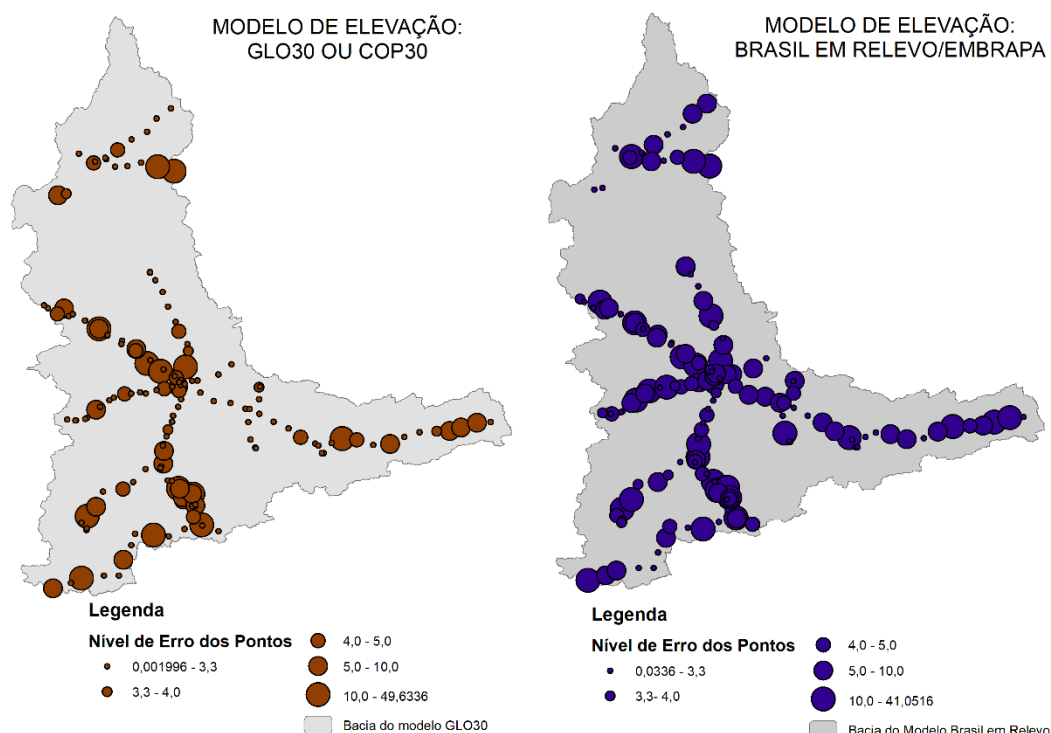 MODELO DE ELEVAÇÃO:
GLO30 OU COP30
Legenda
Nível de Erro dos Pontos
0,001996 - 3,3
3,3 - 4,0
4,0 - 5,0
5,0 - 10,0
10,0 - 49,6336
Bacia do modelo GLO30
MODELO DE ELEVAÇÃO:
BRASIL EM RELEVO/EMBRAPA
Legenda
Nível de Erro dos Pontos
0,0336 - 3,3
3,3- 4,0
4,0 - 5,0
5,0 - 10,0
10,0 - 41,0516
Bacia do Modelo Brasil em Relevo